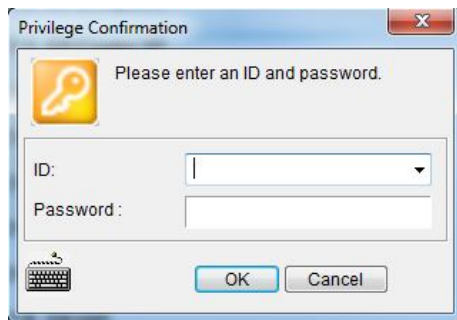 Privilege Confirmation
Please enter an ID and password.
ID:
Password :
OK Cancel